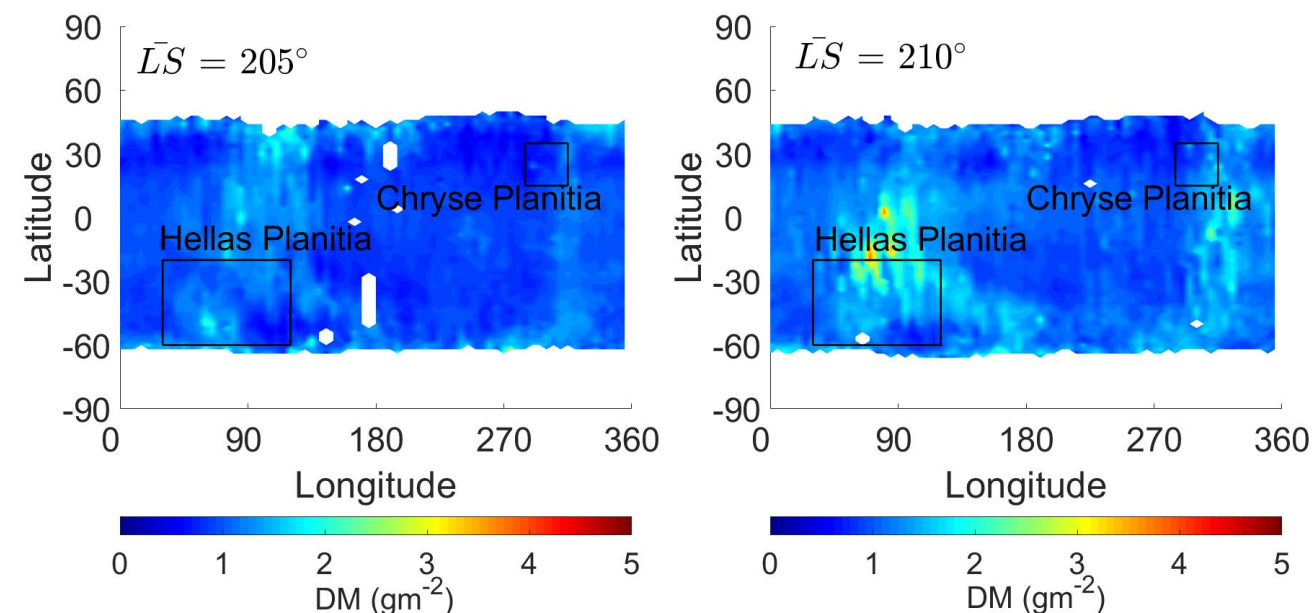 L̄S = 205°
90
60
30
0
-30
-60
-90
Latitude
Chryse Planitia
Hellas Planitia
0 90 180 270 360
Longitude
0 1 2 3 4 5
DM (gm⁻²)
L̄S = 210°
90
60
30
0
-30
-60
-90
Latitude
Chryse Planitia
Hellas Planitia
0 90 180 270 360
Longitude
0 1 2 3 4 5
DM (gm⁻²)